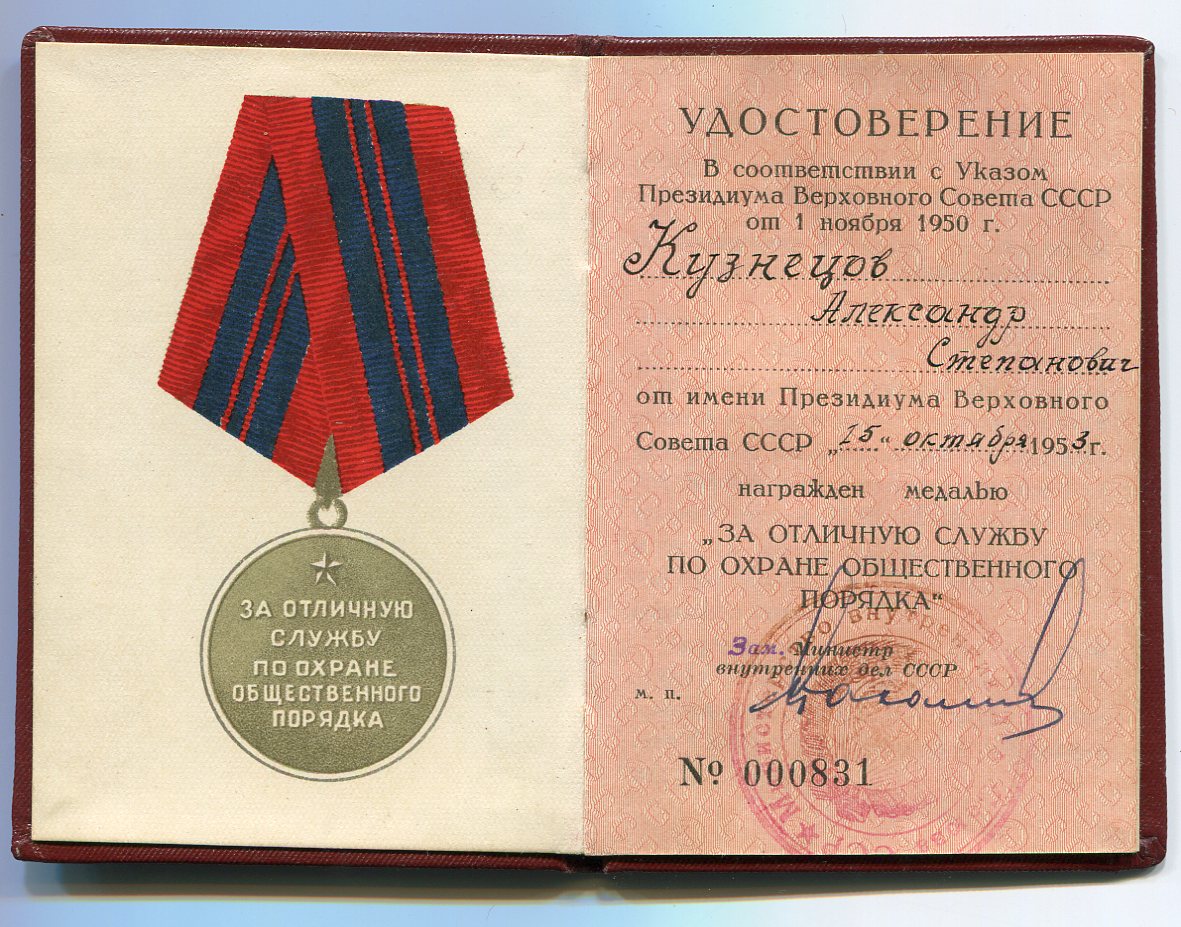 ЗА ОТЛИЧНУЮ
СЛУЖБУ
ПО ОХРАНЕ
ОБЩЕСТВЕННОГО
ПОРЯДКА
УДОСТОВЕРЕНИЕ
В соответствии с Указом
Президиума Верховного Совета СССР
от 1 ноября 1950 г.
Кузнецов
Александр
Степанович
от имени Президиума Верховного
Совета СССР „15“ октября 1953 г.
награжден медалью
„ЗА ОТЛИЧНУЮ СЛУЖБУ
ПО ОХРАНЕ ОБЩЕСТВЕННОГО
ПОРЯДКА“
Зам. Министр
внутренних дел СССР
м. п.
№ 000831